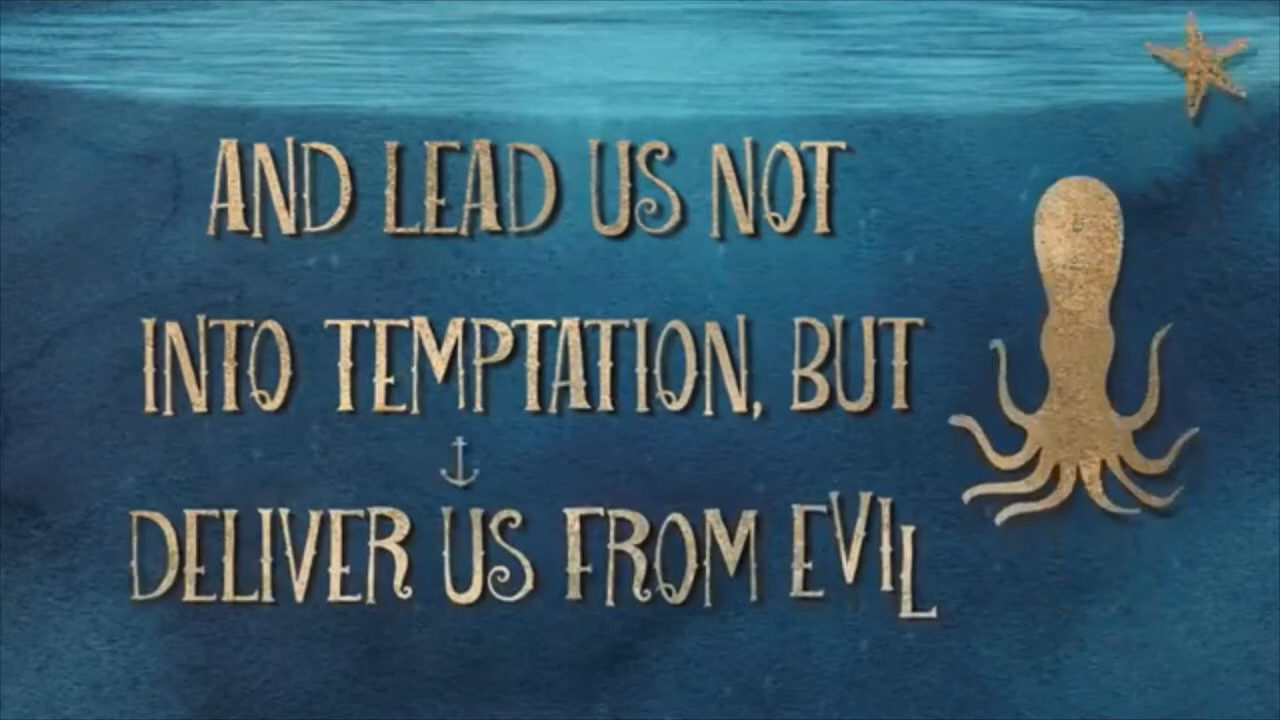 AND LEAD US NOT
INTO TEMPTATION, BUT
DELIVER US FROM EVIL